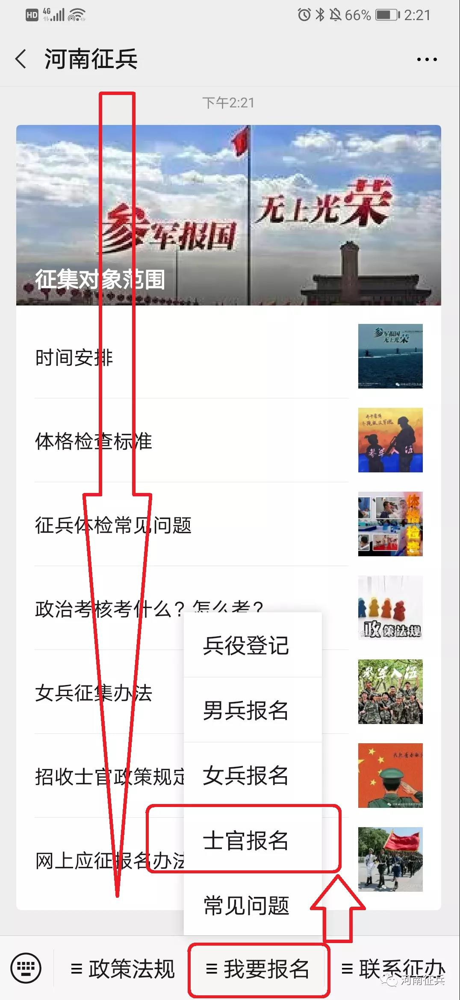 HD 4G 66% 2:21
河南征兵
下午2:21
参军报国
无上光荣
征集对象范围
时间安排
参军报国
无上光荣
体格检查标准
参军入伍
征兵体检常见问题
体格检查
政治考核考什么？怎么考？
政策法规
兵役登记
女兵征集办法
参军入伍
男兵报名
招收士官政策规定
女兵报名
士官报名
网上应征报名办法
常见问题
政策法规
我要报名
联系征办
河南征兵